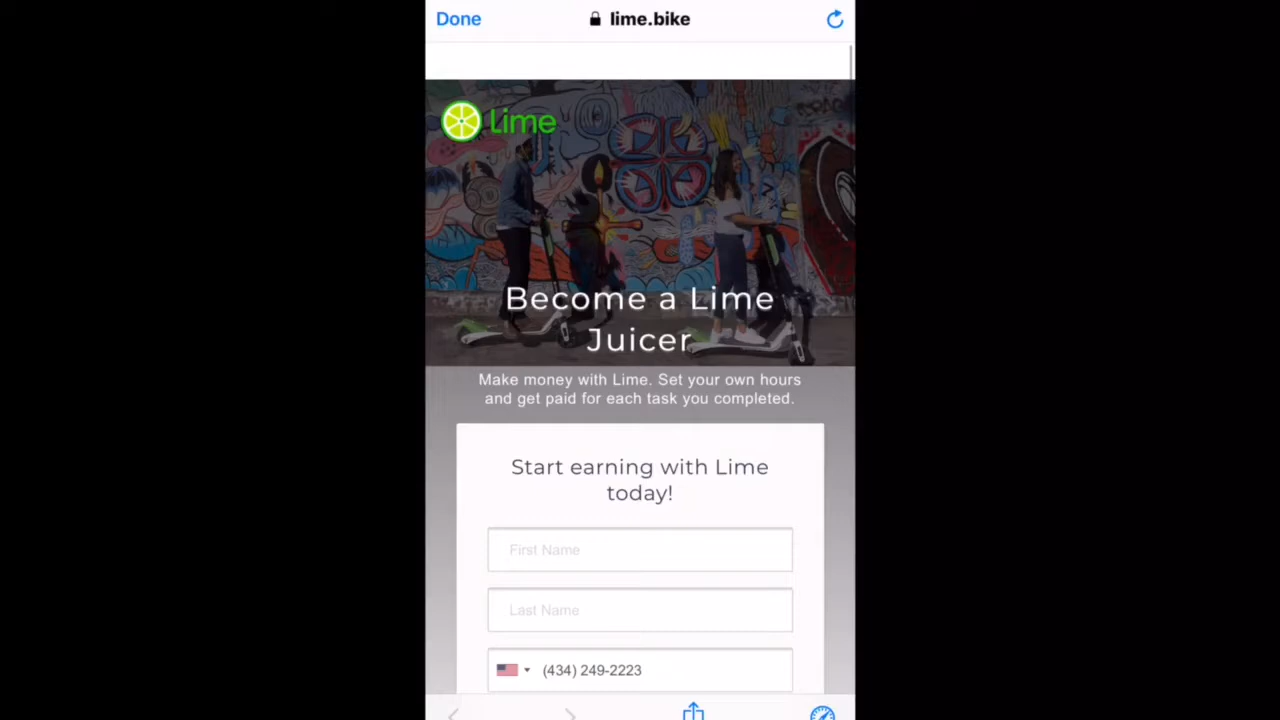 Done
lime.bike
Lime
Become a Lime
Juicer
Make money with Lime. Set your own hours
and get paid for each task you completed.
Start earning with Lime
today!
First Name
Last Name
(434) 249-2223